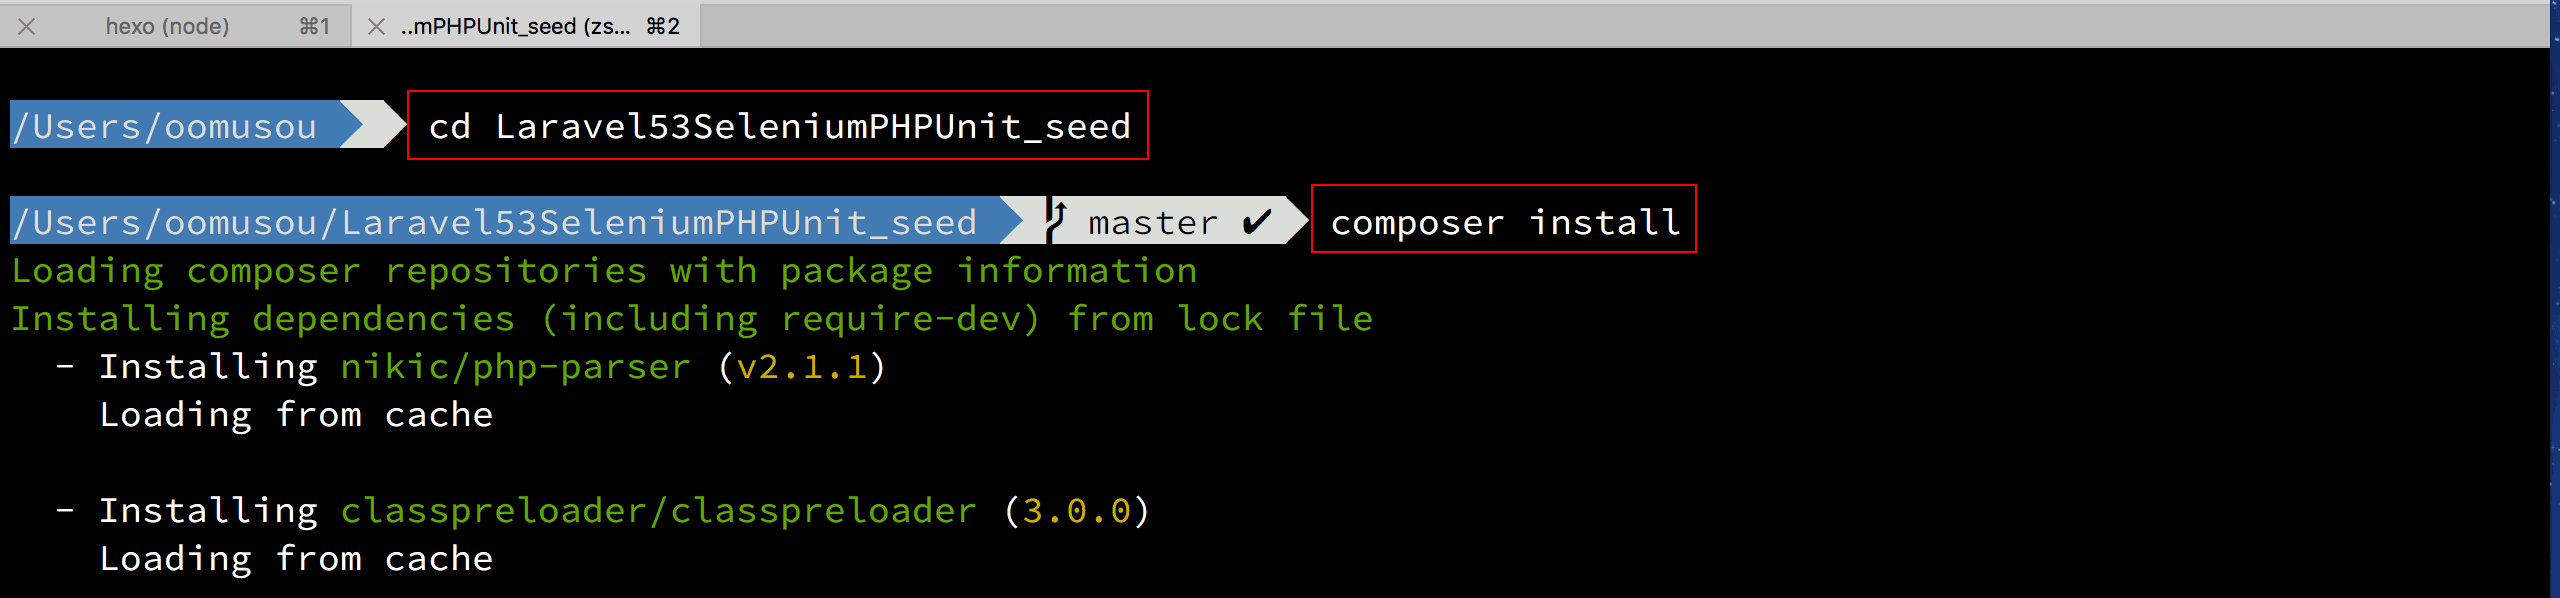 hexo (node) ⌘1 ..mPHPUnit_seed (zs... ⌘2
/Users/oomusou cd Laravel53SeleniumPHPUnit_seed
/Users/oomusou/Laravel53SeleniumPHPUnit_seed master ✔ composer install
Loading composer repositories with package information
Installing dependencies (including require-dev) from lock file
- Installing nikic/php-parser (v2.1.1)
Loading from cache
- Installing classpreloader/classpreloader (3.0.0)
Loading from cache